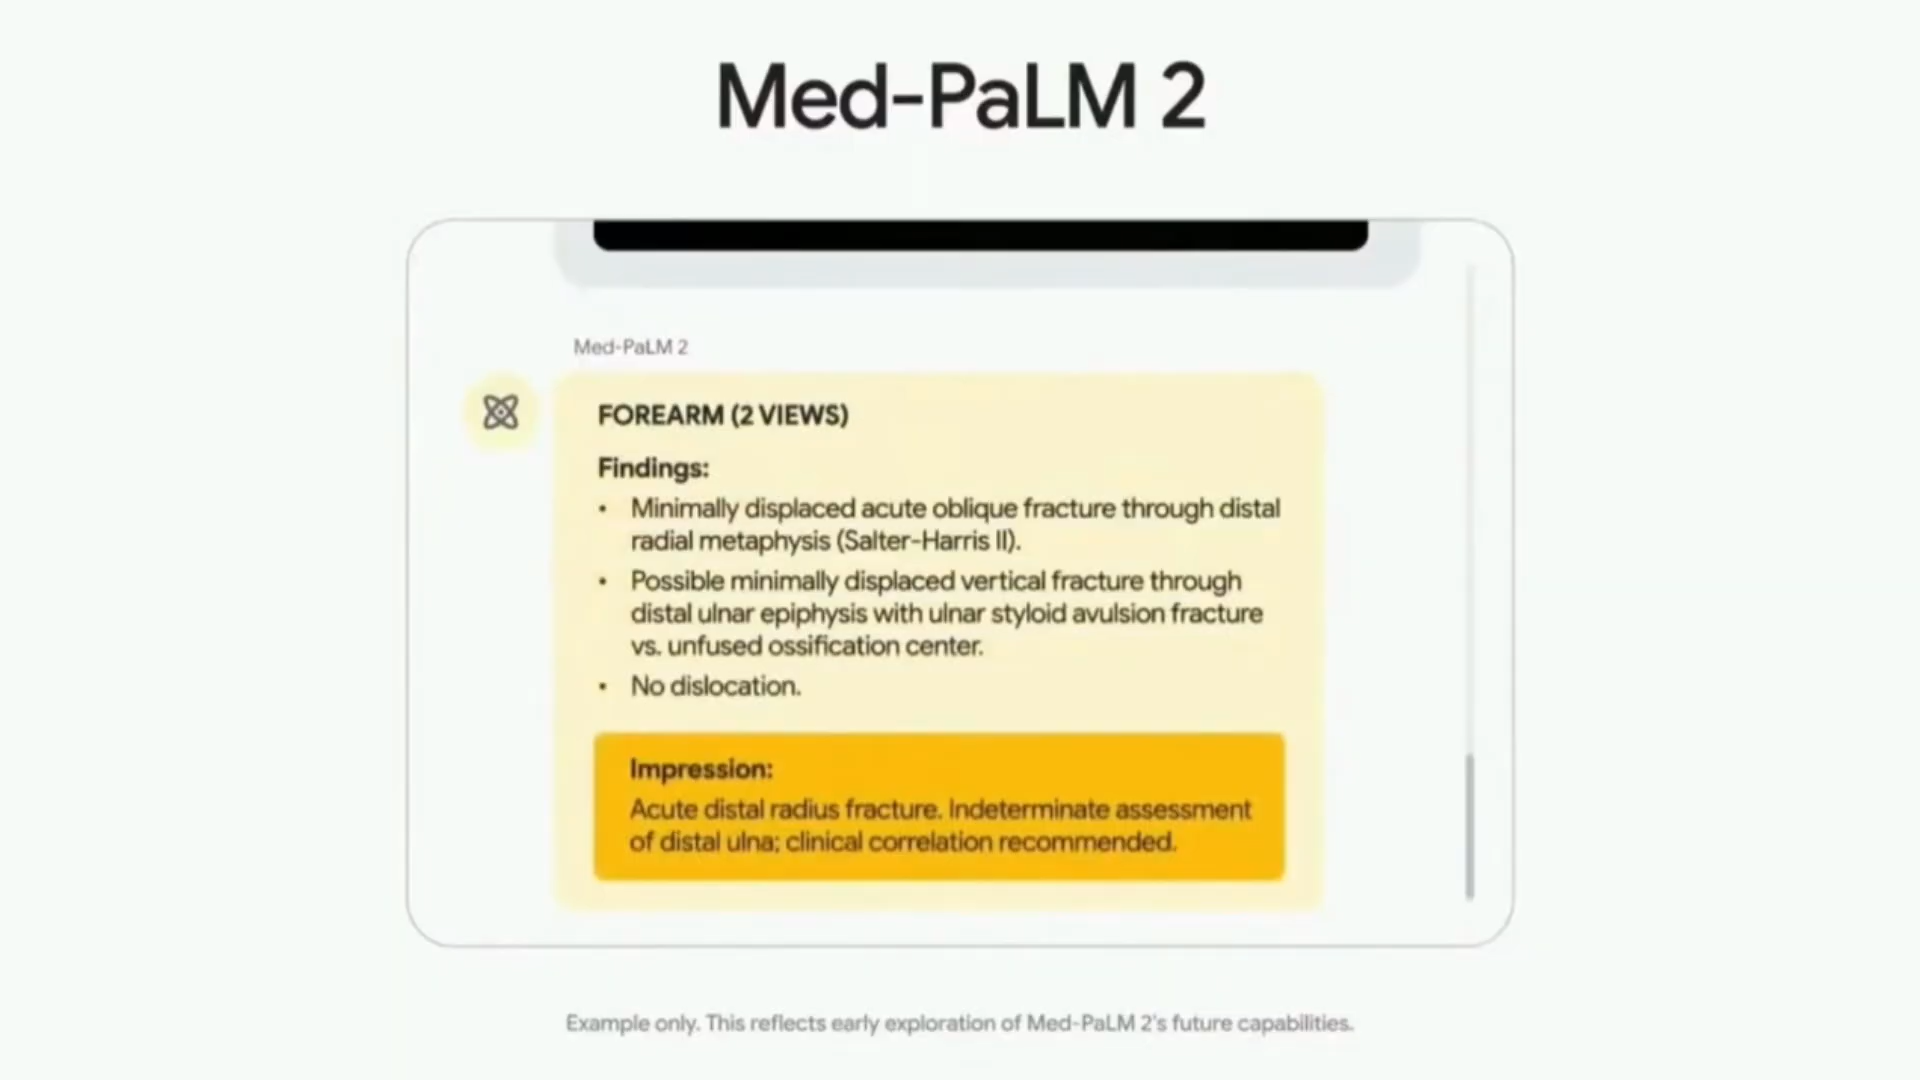 Med-PaLM 2
Med-PaLM 2
FOREARM (2 VIEWS)
Findings:
• Minimally displaced acute oblique fracture through distal
radial metaphysis (Salter-Harris II).
• Possible minimally displaced vertical fracture through
distal ulnar epiphysis with ulnar styloid avulsion fracture
vs. unfused ossification center.
• No dislocation.
Impression:
Acute distal radius fracture. Indeterminate assessment
of distal ulna; clinical correlation recommended.
Example only. This reflects early exploration of Med-PaLM 2's future capabilities.